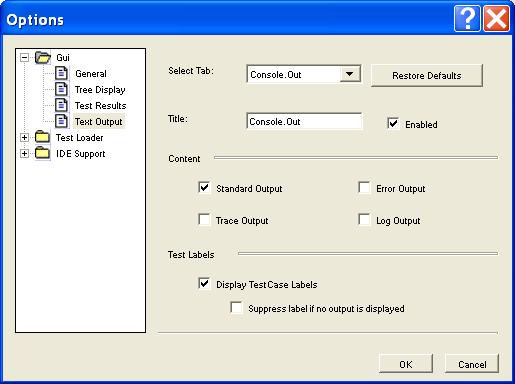 Options
Gui
General
Tree Display
Test Results
Text Output
Test Loader
IDE Support
Select Tab:
Console.Out
Restore Defaults
Title:
Console.Out
Enabled
Content
Standard Output
Error Output
Trace Output
Log Output
Test Labels
Display TestCase Labels
Suppress label if no output is displayed
OK
Cancel